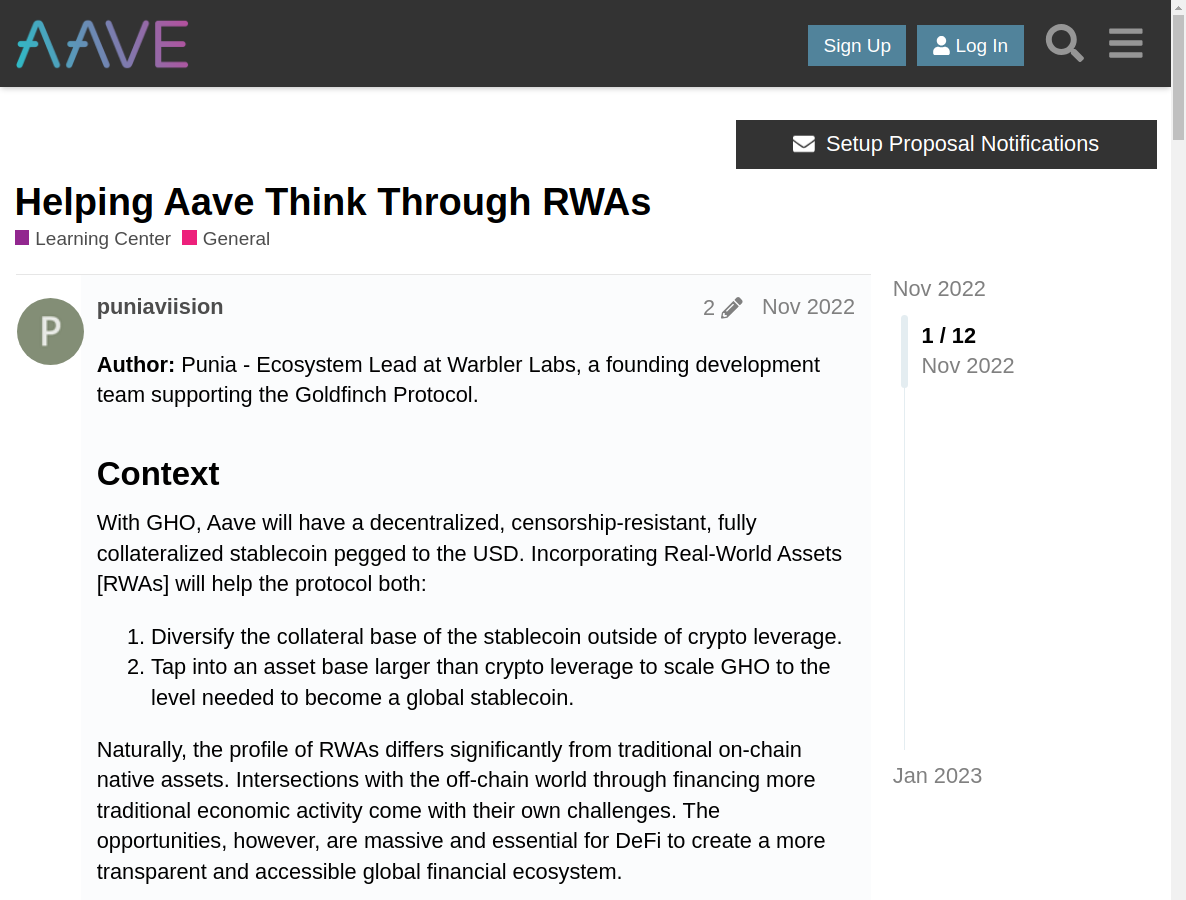 AAVE
Sign Up
Log In
Setup Proposal Notifications
Helping Aave Think Through RWAs
Learning Center General
P
puniaviision
2
Nov 2022
Author: Punia - Ecosystem Lead at Warbler Labs, a founding development
team supporting the Goldfinch Protocol.
Context
With GHO, Aave will have a decentralized, censorship-resistant, fully
collateralized stablecoin pegged to the USD. Incorporating Real-World Assets
[RWAs] will help the protocol both:
1. Diversify the collateral base of the stablecoin outside of crypto leverage.
2. Tap into an asset base larger than crypto leverage to scale GHO to the
level needed to become a global stablecoin.
Naturally, the profile of RWAs differs significantly from traditional on-chain
native assets. Intersections with the off-chain world through financing more
traditional economic activity come with their own challenges. The
opportunities, however, are massive and essential for DeFi to create a more
transparent and accessible global financial ecosystem.
Nov 2022
1 / 12
Nov 2022
Jan 2023